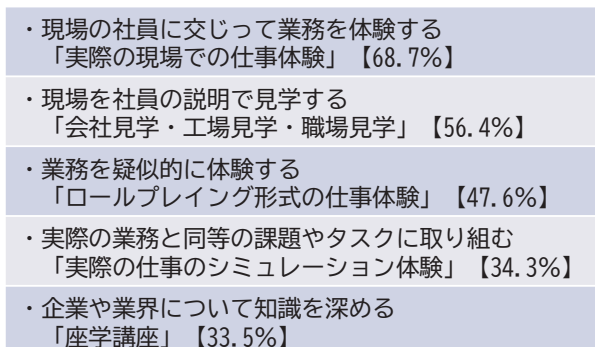 ・現場の社員に交じって業務を体験する
「実際の現場での仕事体験」【68.7%】
・現場を社員の説明で見学する
「会社見学・工場見学・職場見学」【56.4%】
・業務を疑似的に体験する
「ロールプレイング形式の仕事体験」【47.6%】
・実際の業務と同等の課題やタスクに取り組む
「実際の仕事のシミュレーション体験」【34.3%】
・企業や業界について知識を深める
「座学講座」【33.5%】